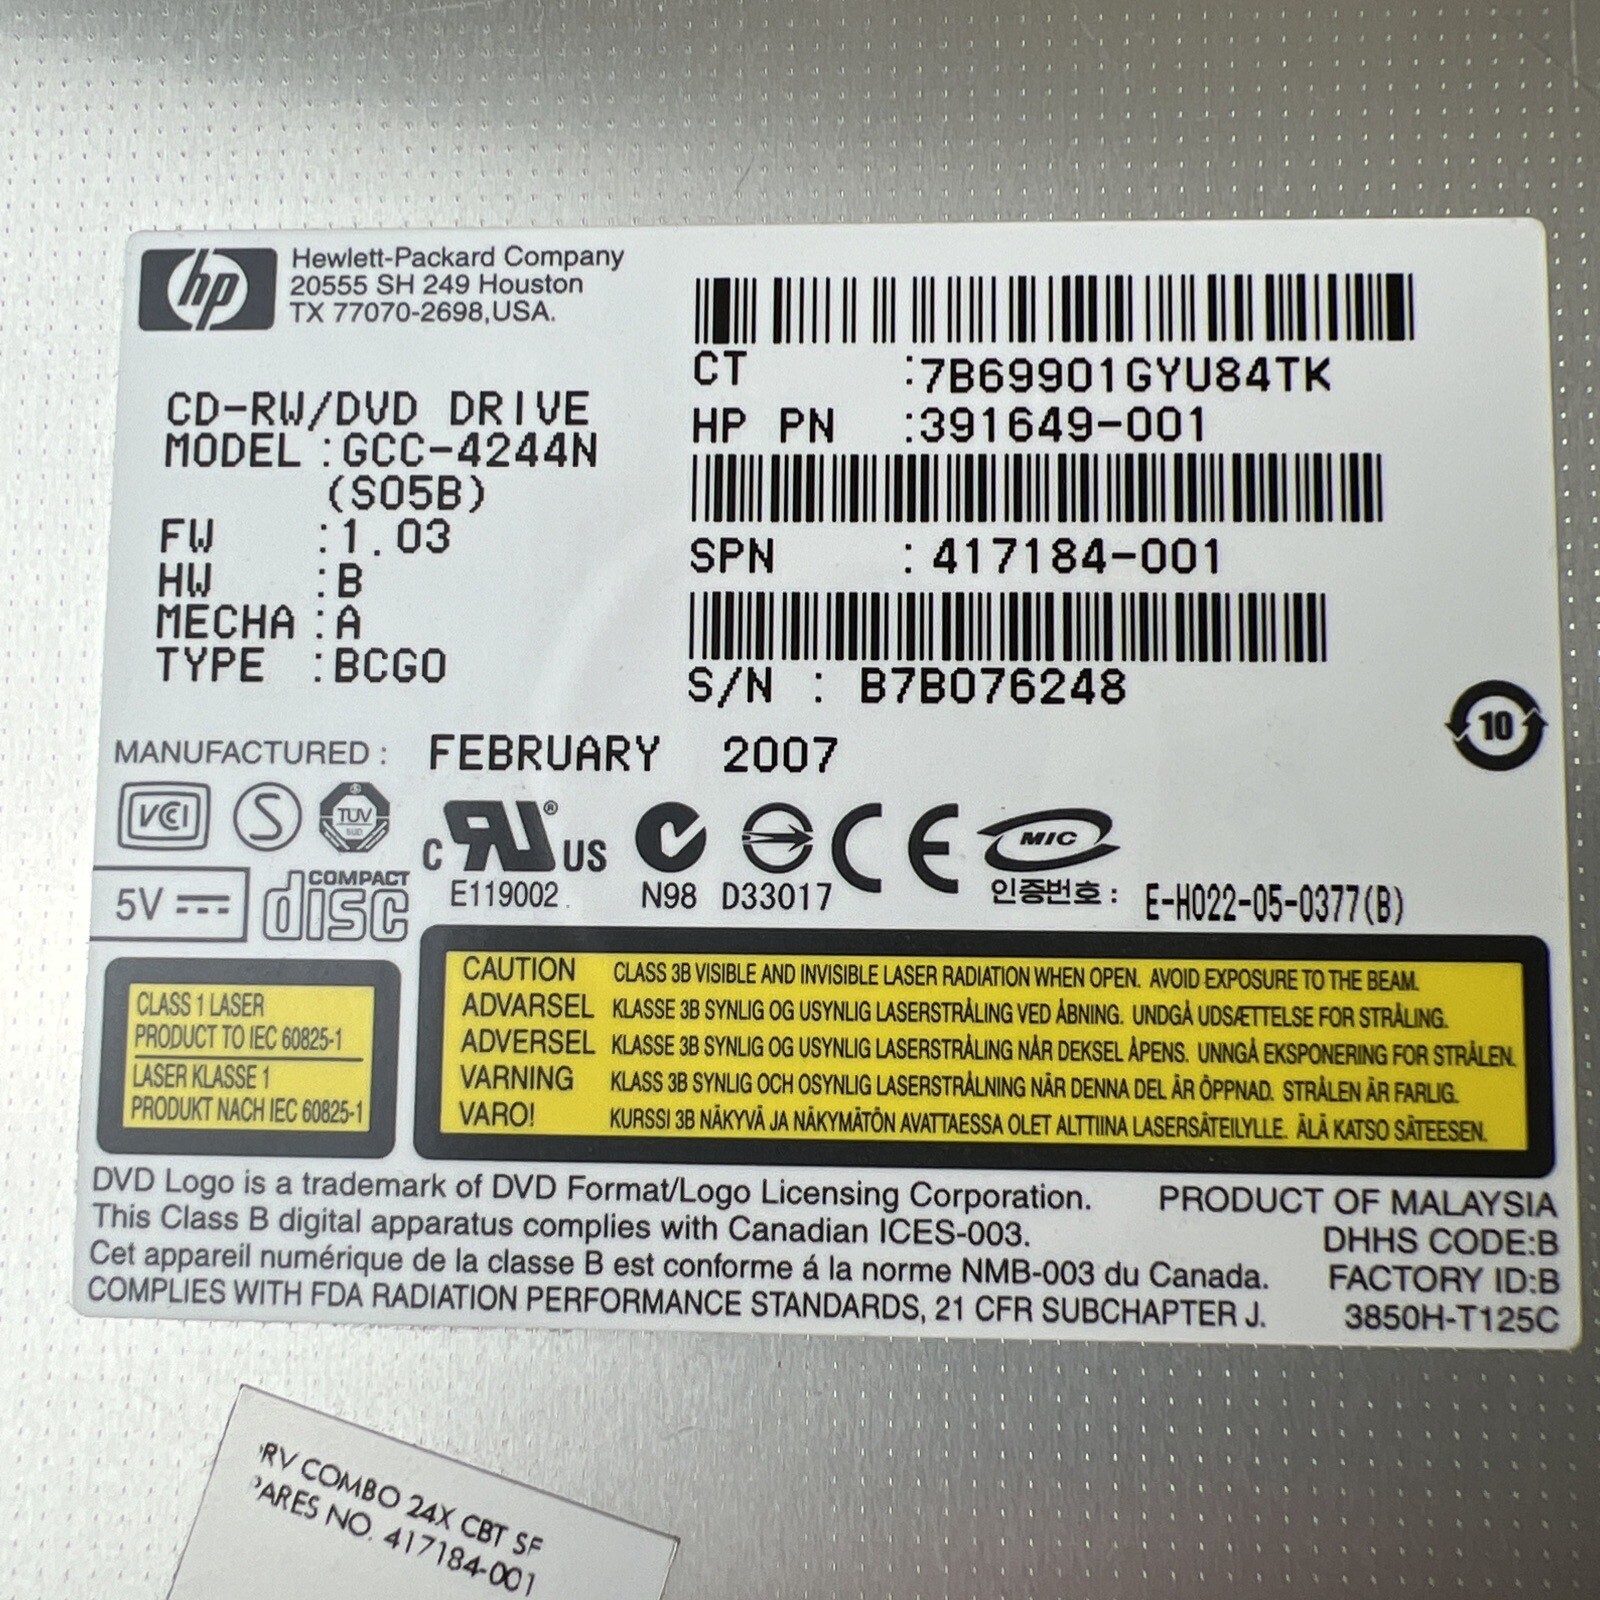 hp
Hewlett-Packard Company
20555 SH 249 Houston
TX 77070-2698,USA.
CD-RW/DVD DRIVE
MODEL :GCC-4244N
(S05B)
FW :1.03
HW :B
MECHA :A
TYPE :BCGO
CT :7B69901GYU84TK
HP PN :391649-001
SPN : 417184-001
S/N : B7B076248
10
MANUFACTURED : FEBRUARY 2007
VCI S TÜV SÜD c RU ® US N98 D33017 CE MIC
E119002
인증번호 : E-H022-05-0377(B)
5V
COMPACT
disc
CLASS 1 LASER
PRODUCT TO IEC 60825-1
LASER KLASSE 1
PRODUKT NACH IEC 60825-1
CAUTION CLASS 3B VISIBLE AND INVISIBLE LASER RADIATION WHEN OPEN. AVOID EXPOSURE TO THE BEAM.
ADVARSEL KLASSE 3B SYNLIG OG USYNLIG LASERSTRÅLING VED ÅBNING. UNDGÅ UDSÆTTELSE FOR STRÅLING.
ADVERSEL KLASSE 3B SYNLIG OG USYNLIG LASERSTRÅLING NÅR DEKSEL ÅPENS. UNNGÅ EKSPONERING FOR STRÅLEN.
VARNING KLASS 3B SYNLIG OCH OSYNLIG LASERSTRÅLNING NÄR DENNA DEL ÄR ÖPPNAD. STRÅLEN ÄR FARLIG.
VARO! KURSSI 3B NÄKYVÄ JA NÄKYMÄTÖN AVATTAESSA OLET ALTTIINA LASERSÄTEILYLLE. ÄLÄ KATSO SÄTEESEN.
DVD Logo is a trademark of DVD Format/Logo Licensing Corporation.
This Class B digital apparatus complies with Canadian ICES-003.
Cet appareil numérique de la classe B est conforme á la norme NMB-003 du Canada.
COMPLIES WITH FDA RADIATION PERFORMANCE STANDARDS, 21 CFR SUBCHAPTER J.
PRODUCT OF MALAYSIA
DHHS CODE:B
FACTORY ID:B
3850H-T125C
RV COMBO 24X CBT SF
PARES NO. 417184-001